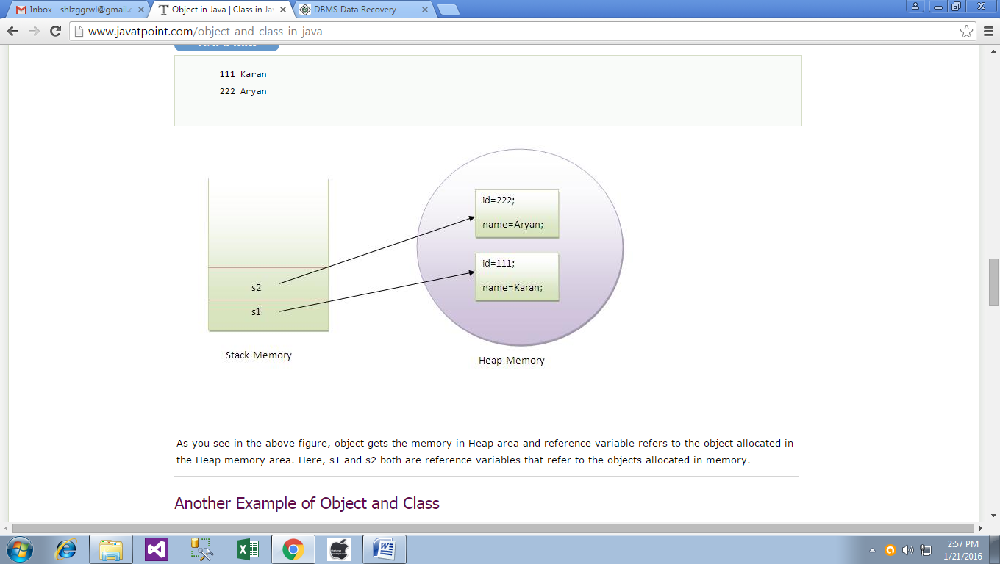 Inbox - shlzggrwl@gmail.c
Object in Java | Class in Jav
DBMS Data Recovery
www.javatpoint.com/object-and-class-in-java
111 Karan
222 Aryan
id=222;
name=Aryan;
id=111;
name=Karan;
s2
s1
Stack Memory
Heap Memory
As you see in the above figure, object gets the memory in Heap area and reference variable refers to the object allocated in
the Heap memory area. Here, s1 and s2 both are reference variables that refer to the objects allocated in memory.
Another Example of Object and Class
2:57 PM
1/21/2016